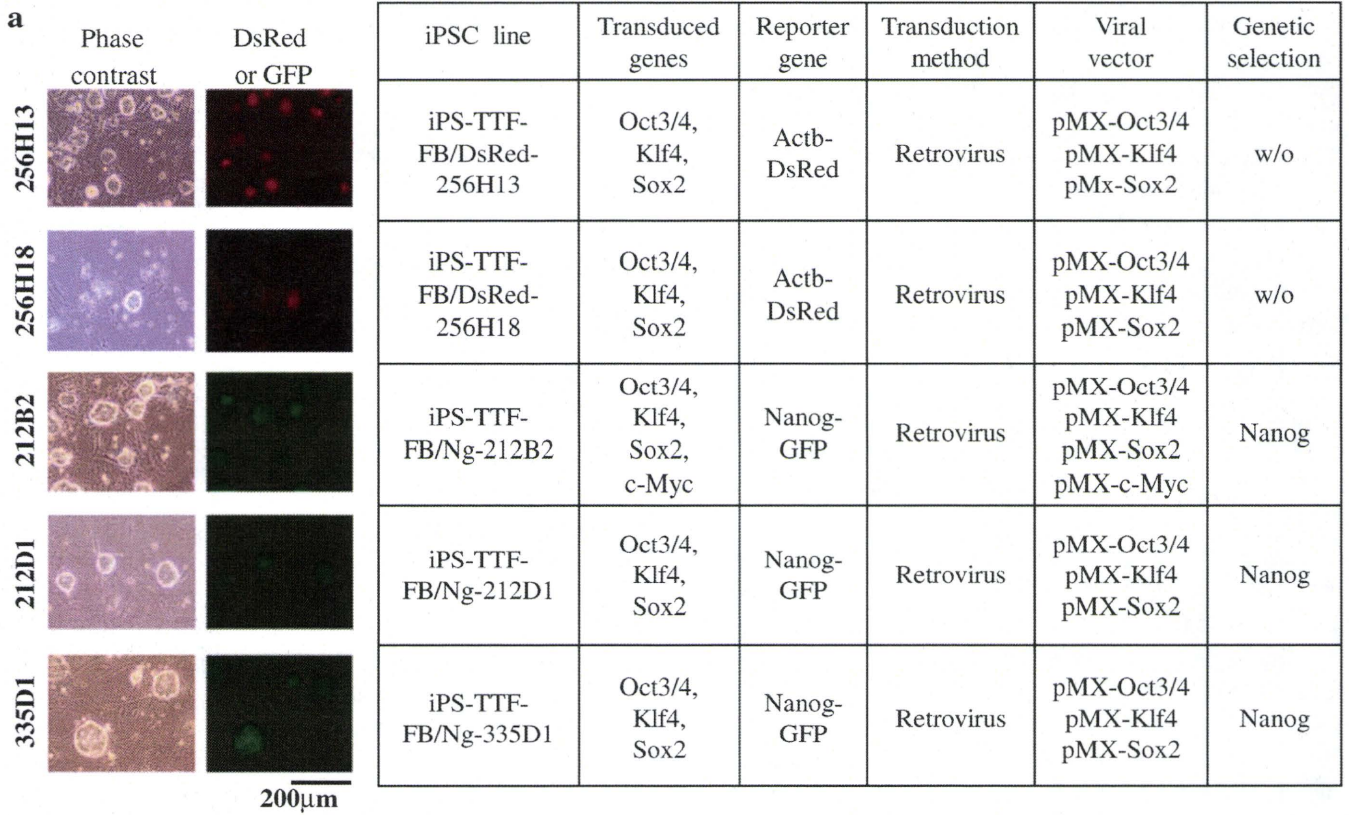 a
Phase
contrast
DsRed
or GFP
256H13
256H18
212B2
212D1
335D1
200μm
iPSC line
Transduced
genes
Reporter
gene
Transduction
method
Viral
vector
Genetic
selection
iPS-TTF-
FB/DsRed-
256H13
Oct3/4,
Klf4,
Sox2
Actb-
DsRed
Retrovirus
pMX-Oct3/4
pMX-Klf4
pMx-Sox2
w/o
iPS-TTF-
FB/DsRed-
256H18
Oct3/4,
Klf4,
Sox2
Actb-
DsRed
Retrovirus
pMX-Oct3/4
pMX-Klf4
pMX-Sox2
w/o
iPS-TTF-
FB/Ng-212B2
Oct3/4,
Klf4,
Sox2,
c-Myc
Nanog-
GFP
Retrovirus
pMX-Oct3/4
pMX-Klf4
pMX-Sox2
pMX-c-Myc
Nanog
iPS-TTF-
FB/Ng-212D1
Oct3/4,
Klf4,
Sox2
Nanog-
GFP
Retrovirus
pMX-Oct3/4
pMX-Klf4
pMX-Sox2
Nanog
iPS-TTF-
FB/Ng-335D1
Oct3/4,
Klf4,
Sox2
Nanog-
GFP
Retrovirus
pMX-Oct3/4
pMX-Klf4
pMX-Sox2
Nanog